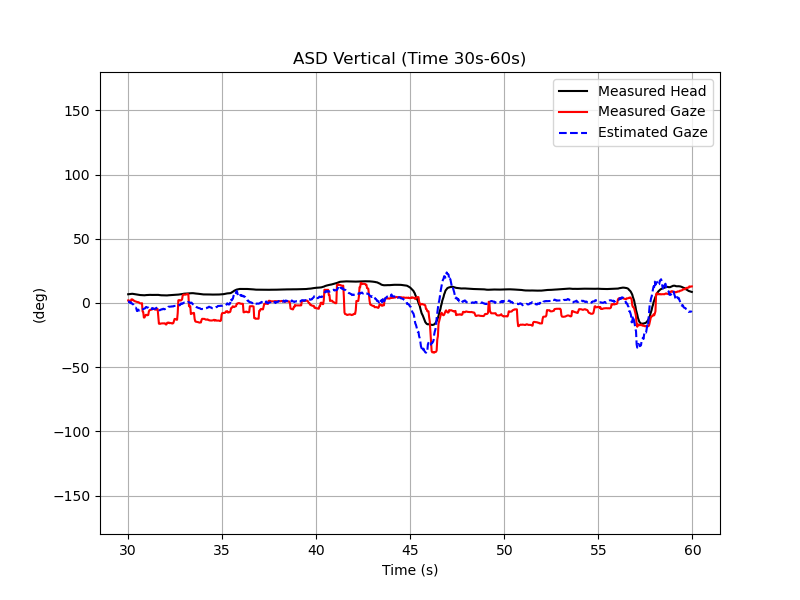 ASD Vertical (Time 30s-60s)
Measured Head
Measured Gaze
Estimated Gaze
150
100
50
0
−50
−100
−150
(deg)
30 35 40 45 50 55 60
Time (s)